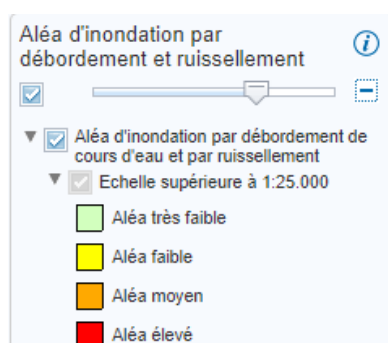 Aléa d'inondation par
débordement et ruissellement
Aléa d'inondation par débordement de
cours d'eau et par ruissellement
Echelle supérieure à 1:25.000
Aléa très faible
Aléa faible
Aléa moyen
Aléa élevé